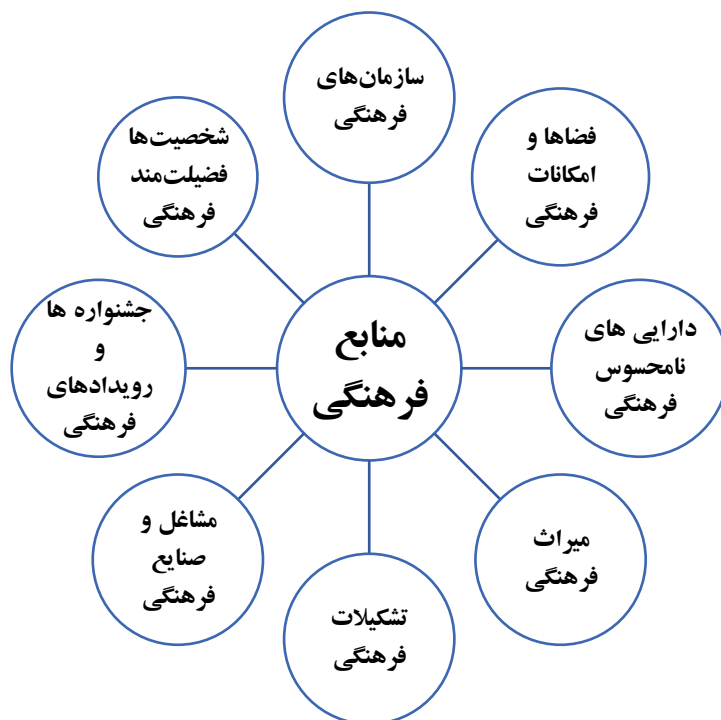 سازمان‌های
فرهنگی
فضاها و
امکانات
فرهنگی
دارایی های
نامحسوس
فرهنگی
میراث
فرهنگی
تشکیلات
فرهنگی
مشاغل و
صنایع
فرهنگی
جشنواره ها
و
رویدادهای
فرهنگی
شخصیت‌ها
فضیلت‌مند
فرهنگی
منابع
فرهنگی